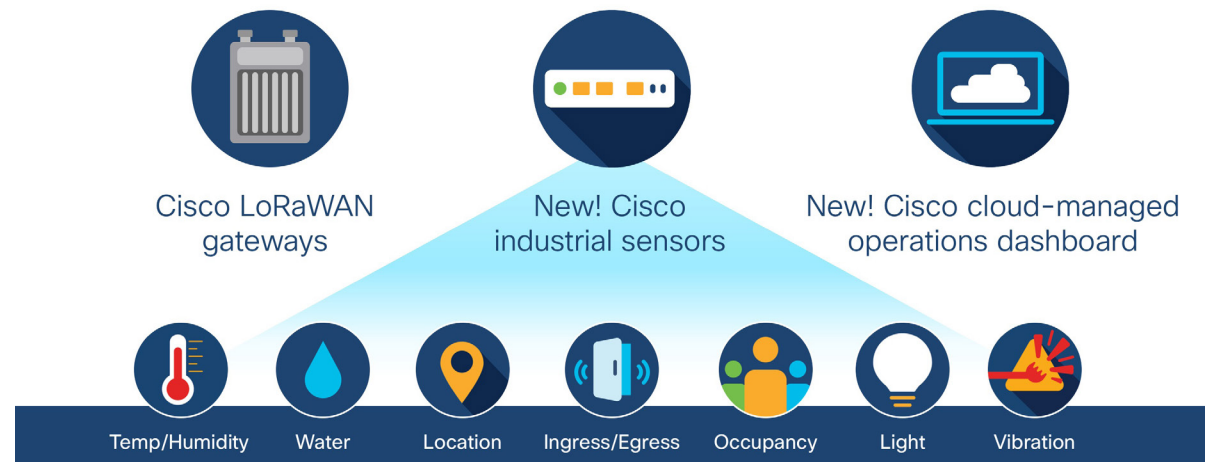 Cisco LoRaWAN
gateways
New! Cisco
industrial sensors
New! Cisco cloud-managed
operations dashboard
Temp/Humidity
Water
Location
Ingress/Egress
Occupancy
Light
Vibration